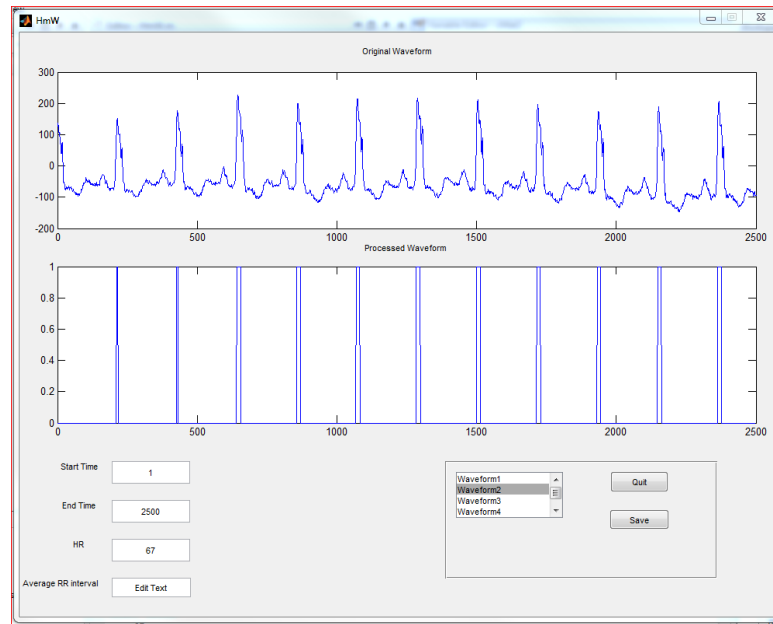 HmW
Original Waveform
300
200
100
0
-100
-200
0 500 1000 1500 2000 2500
Processed Waveform
1
0.8
0.6
0.4
0.2
0
0 500 1000 1500 2000 2500
Start Time 1
End Time 2500
HR 67
Average RR interval Edit Text
Waveform1
Waveform2
Waveform3
Waveform4
Quit
Save